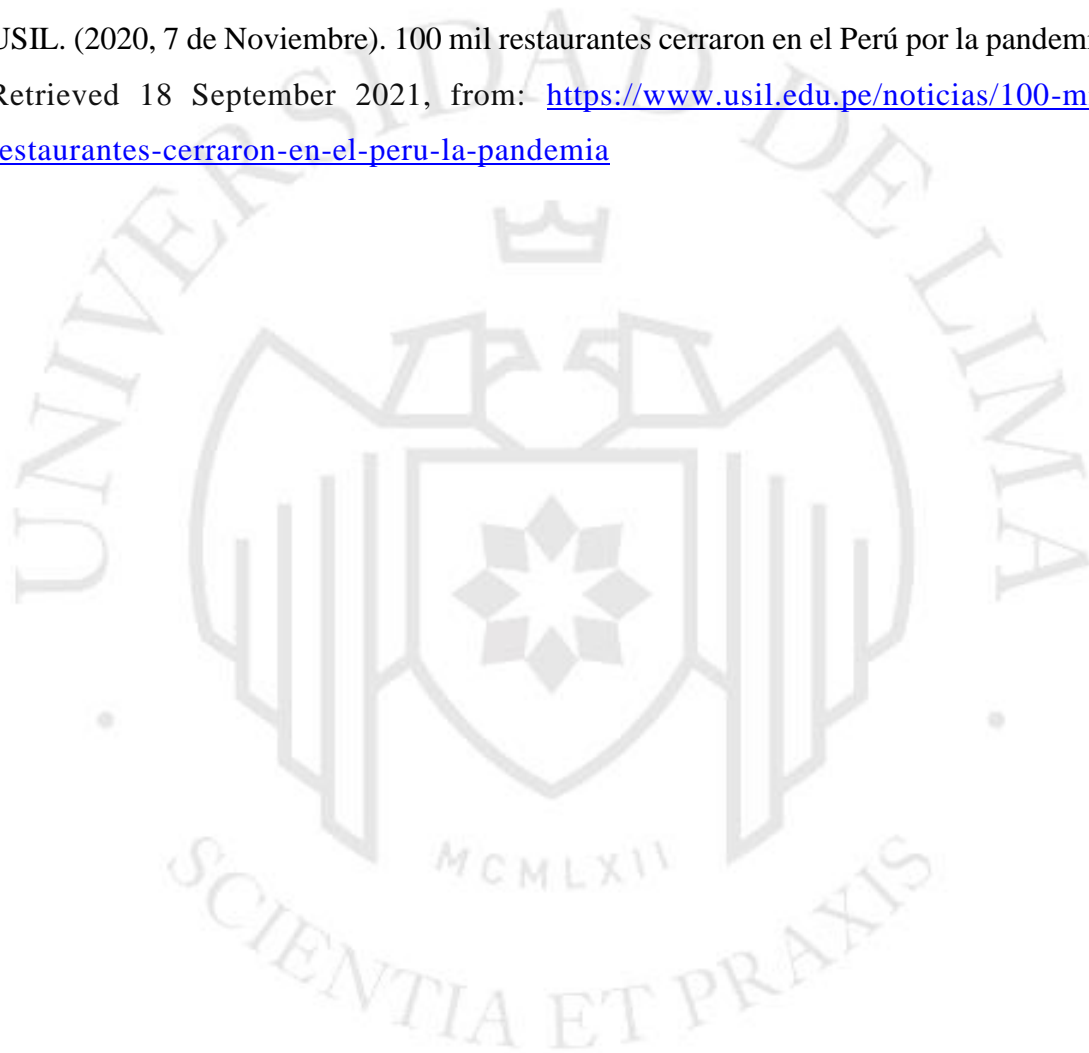 USIL. (2020, 7 de Noviembre). 100 mil restaurantes cerraron en el Perú por la pandemi
Retrieved 18 September 2021, from: https://www.usil.edu.pe/noticias/100-m
restaurantes-cerraron-en-el-peru-la-pandemia
UNIVERSIDAD DE LIMA
MCMLXII
SCIENTIA ET PRAXIS